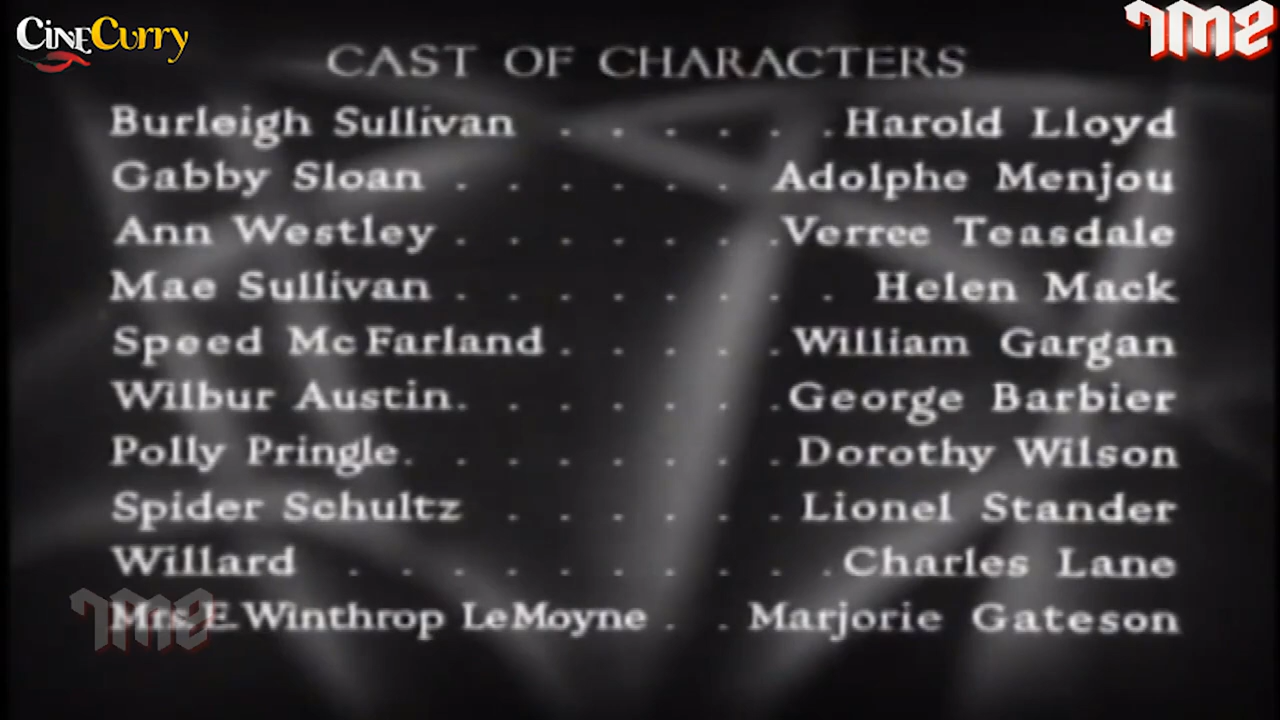 CINECURRY
CAST OF CHARACTERS
Burleigh Sullivan . . . . . . Harold Lloyd
Gabby Sloan . . . . . . Adolphe Menjou
Ann Westley . . . . . . . Verree Teasdale
Mae Sullivan . . . . . . . . Helen Mack
Speed McFarland . . . . . William Gargan
Wilbur Austin . . . . . . . George Barbier
Polly Pringle . . . . . . . . Dorothy Wilson
Spider Schultz . . . . . . Lionel Stander
Willard . . . . . . . . . . Charles Lane
Mrs. E. Winthrop LeMoyne . . Marjorie Gateson